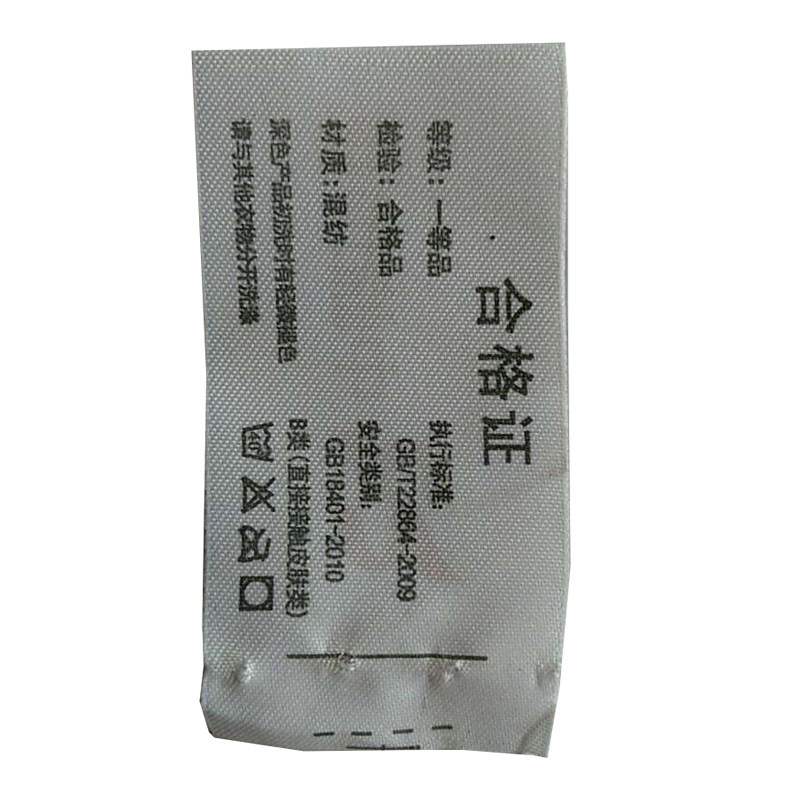 合格证
等级：一等品
检验：合格品
材 质：混纺
深色产品初洗时有轻微褪色
请与其他衣物分开洗涤
执行标准：
GB/T22864-2009
安全类别：
GB18401-2010
B类（直接接触皮肤类）
40